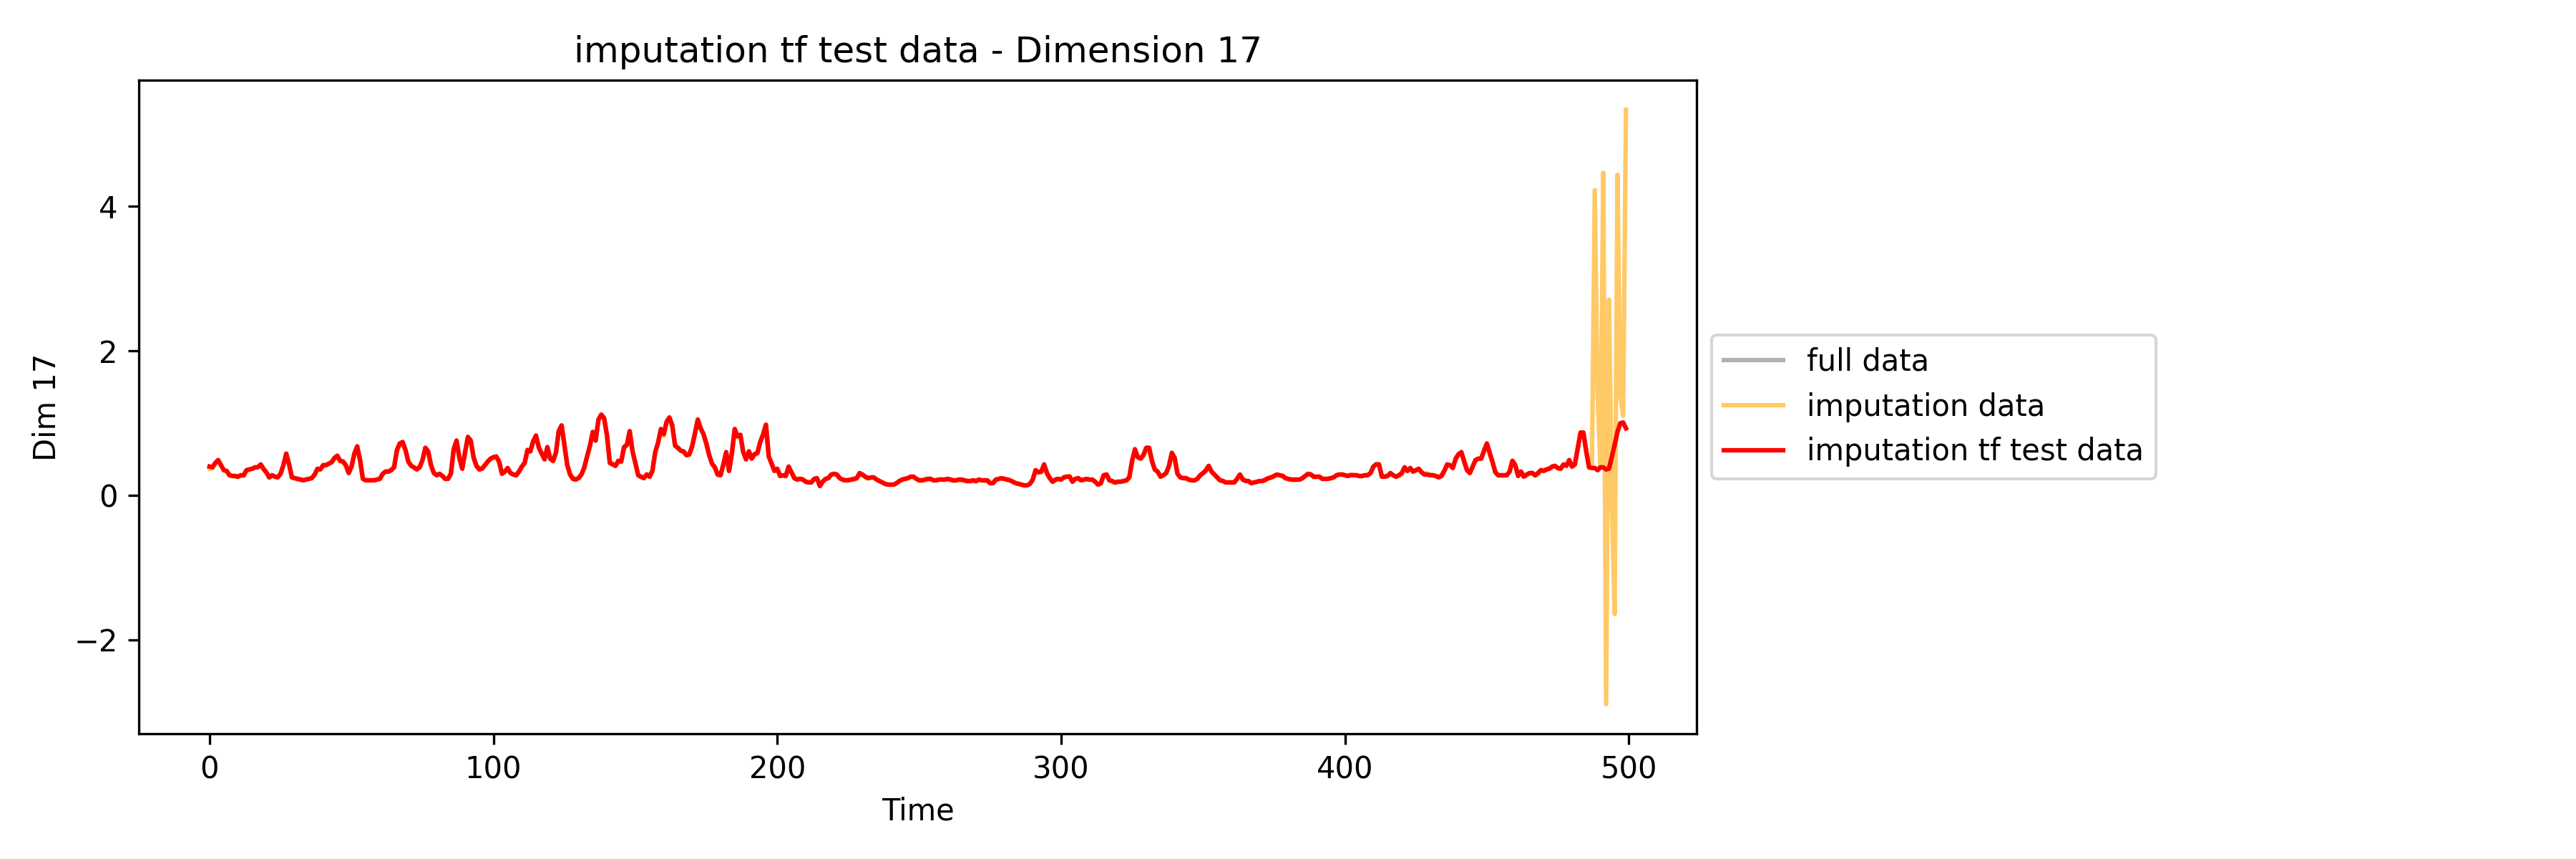 imputation tf test data - Dimension 17
4
2
0
−2
Dim 17
0 100 200 300 400 500
Time
full data
imputation data
imputation tf test data